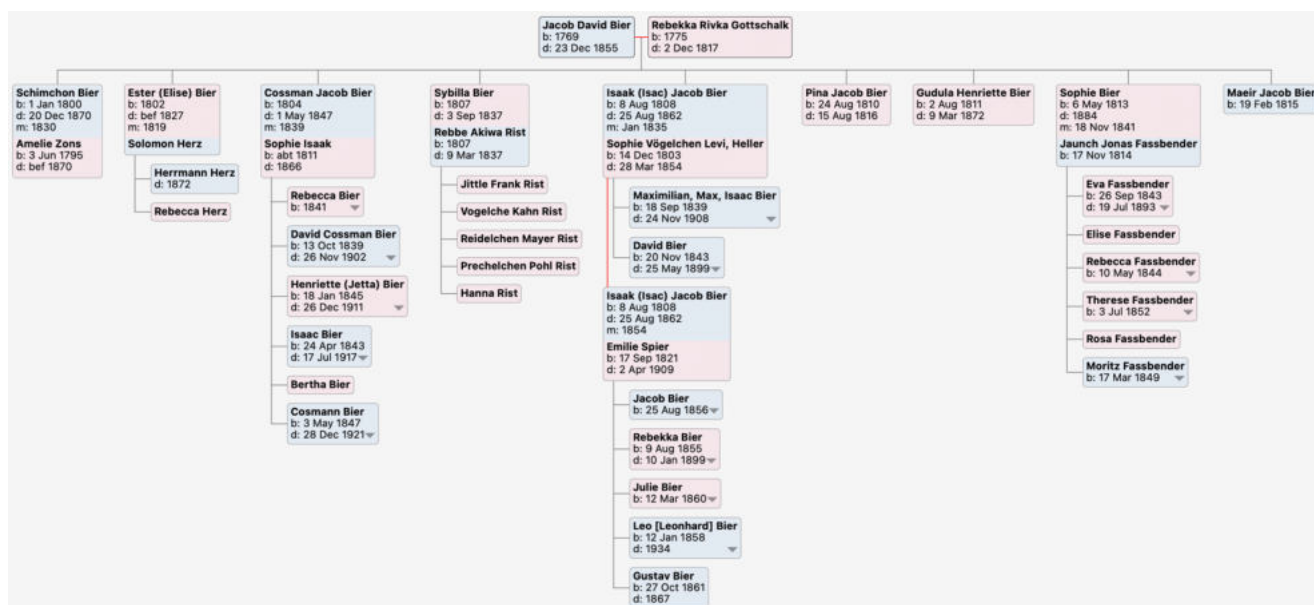 Jacob David Bier
b: 1769
d: 23 Dec 1855
Rebekka Rivka Gottschalk
b: 1775
d: 2 Dec 1817
Schimchon Bier
b: 1 Jan 1800
d: 20 Dec 1870
m: 1830
Amelie Zons
b: 3 Jun 1795
d: bef 1870
Ester (Elise) Bier
b: 1802
d: bef 1827
m: 1819
Solomon Herz
Herrmann Herz
d: 1872
Rebecca Herz
Cossman Jacob Bier
b: 1804
d: 1 May 1847
m: 1839
Sophie Isaak
b: abt 1811
d: 1866
Rebecca Bier
b: 1841
David Cossman Bier
b: 13 Oct 1839
d: 26 Nov 1902
Henriette (Jetta) Bier
b: 18 Jan 1845
d: 26 Dec 1911
Isaac Bier
b: 24 Apr 1843
d: 17 Jul 1917
Bertha Bier
Cosmann Bier
b: 3 May 1847
d: 28 Dec 1921
Sybilla Bier
b: 1807
d: 3 Sep 1837
Rebbe Akiwa Rist
b: 1807
d: 9 Mar 1837
Jittle Frank Rist
Vogelche Kahn Rist
Reidelchen Mayer Rist
Prechelchen Pohl Rist
Hanna Rist
Isaak (Isac) Jacob Bier
b: 8 Aug 1808
d: 25 Aug 1862
m: Jan 1835
Sophie Vögelchen Levi, Heller
b: 14 Dec 1803
d: 28 Mar 1854
Maximilian, Max, Isaac Bier
b: 18 Sep 1839
d: 24 Nov 1908
David Bier
b: 20 Nov 1843
d: 25 May 1899
Isaak (Isac) Jacob Bier
b: 8 Aug 1808
d: 25 Aug 1862
m: 1854
Emilie Spier
b: 17 Sep 1821
d: 2 Apr 1909
Jacob Bier
b: 25 Aug 1856
Rebekka Bier
b: 9 Aug 1855
d: 10 Jan 1899
Julie Bier
b: 12 Mar 1860
Leo [Leonhard] Bier
b: 12 Jan 1858
d: 1934
Gustav Bier
b: 27 Oct 1861
d: 1867
Pina Jacob Bier
b: 24 Aug 1810
d: 15 Aug 1816
Gudula Henriette Bier
b: 2 Aug 1811
d: 9 Mar 1872
Sophie Bier
b: 6 May 1813
d: 1884
m: 18 Nov 1841
Jaunch Jonas Fassbender
b: 17 Nov 1814
Eva Fassbender
b: 26 Sep 1843
d: 19 Jul 1893
Elise Fassbender
Rebecca Fassbender
b: 10 May 1844
Therese Fassbender
b: 3 Jul 1852
Rosa Fassbender
Moritz Fassbender
b: 17 Mar 1849
Maeir Jacob Bier
b: 19 Feb 1815